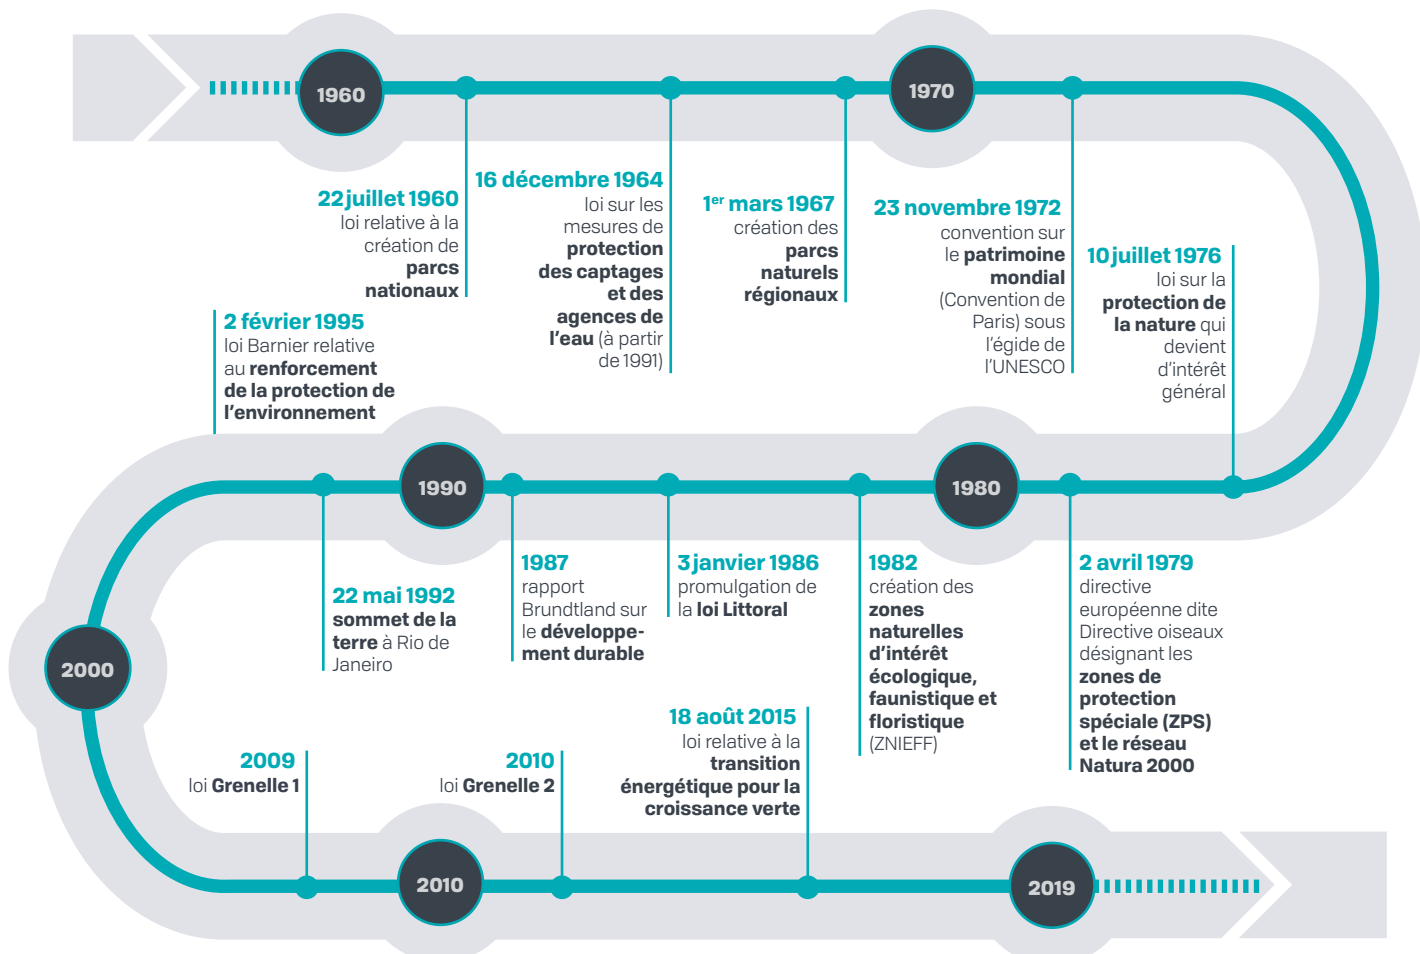 1960
1970
22 juillet 1960
loi relative à la
création de
parcs
nationaux
16 décembre 1964
loi sur les
mesures de
protection
des captages
et des
agences de
l'eau (à partir
de 1991)
1er mars 1967
création des
parcs
naturels
régionaux
23 novembre 1972
convention sur
le patrimoine
mondial
(Convention de
Paris) sous
l'égide de
l'UNESCO
10 juillet 1976
loi sur la
protection de
la nature qui
devient
d'intérêt
général
1980
2 avril 1979
directive
européenne dite
Directive oiseaux
désignant les
zones de
protection
spéciale (ZPS)
et le réseau
Natura 2000
1982
création des
zones
naturelles
d'intérêt
écologique,
faunistique et
floristique
(ZNIEFF)
3 janvier 1986
promulgation de
la loi Littoral
1987
rapport
Brundtland sur
le développe-
ment durable
1990
22 mai 1992
sommet de la
terre à Rio de
Janeiro
2 février 1995
loi Barnier relative
au renforcement
de la protection de
l'environnement
2000
2009
loi Grenelle 1
2010
2010
loi Grenelle 2
18 août 2015
loi relative à la
transition
énergétique pour la
croissance verte
2019